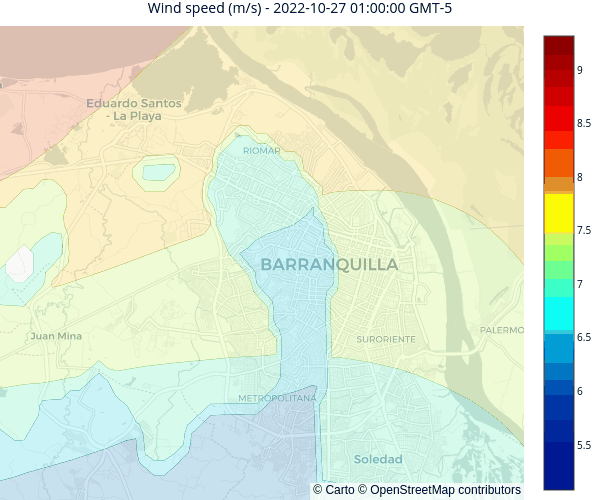 Wind speed (m/s) - 2022-10-27 01:00:00 GMT-5
Eduardo Santos
- La Playa
RIOMAR
BARRANQUILLA
Juan Mina
SURORIENTE
PALERMO
METROPOLITANA
Soledad
© Carto © OpenStreetMap contributors
9
8.5
8
7.5
7
6.5
6
5.5